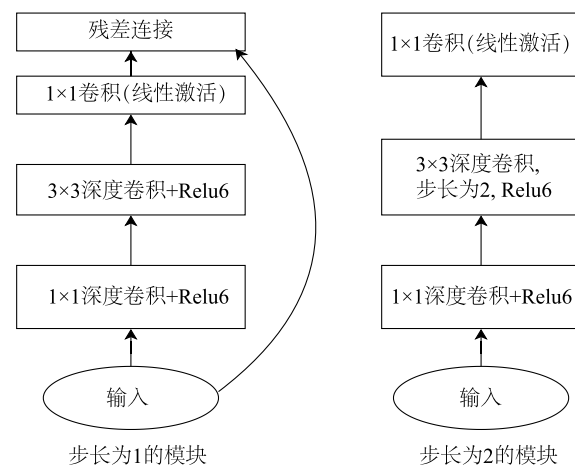 残差连接
1×1卷积(线性激活)
3×3深度卷积+Relu6
1×1深度卷积+Relu6
输入
步长为1的模块
1×1卷积(线性激活)
3×3深度卷积,
步长为2, Relu6
1×1深度卷积+Relu6
输入
步长为2的模块